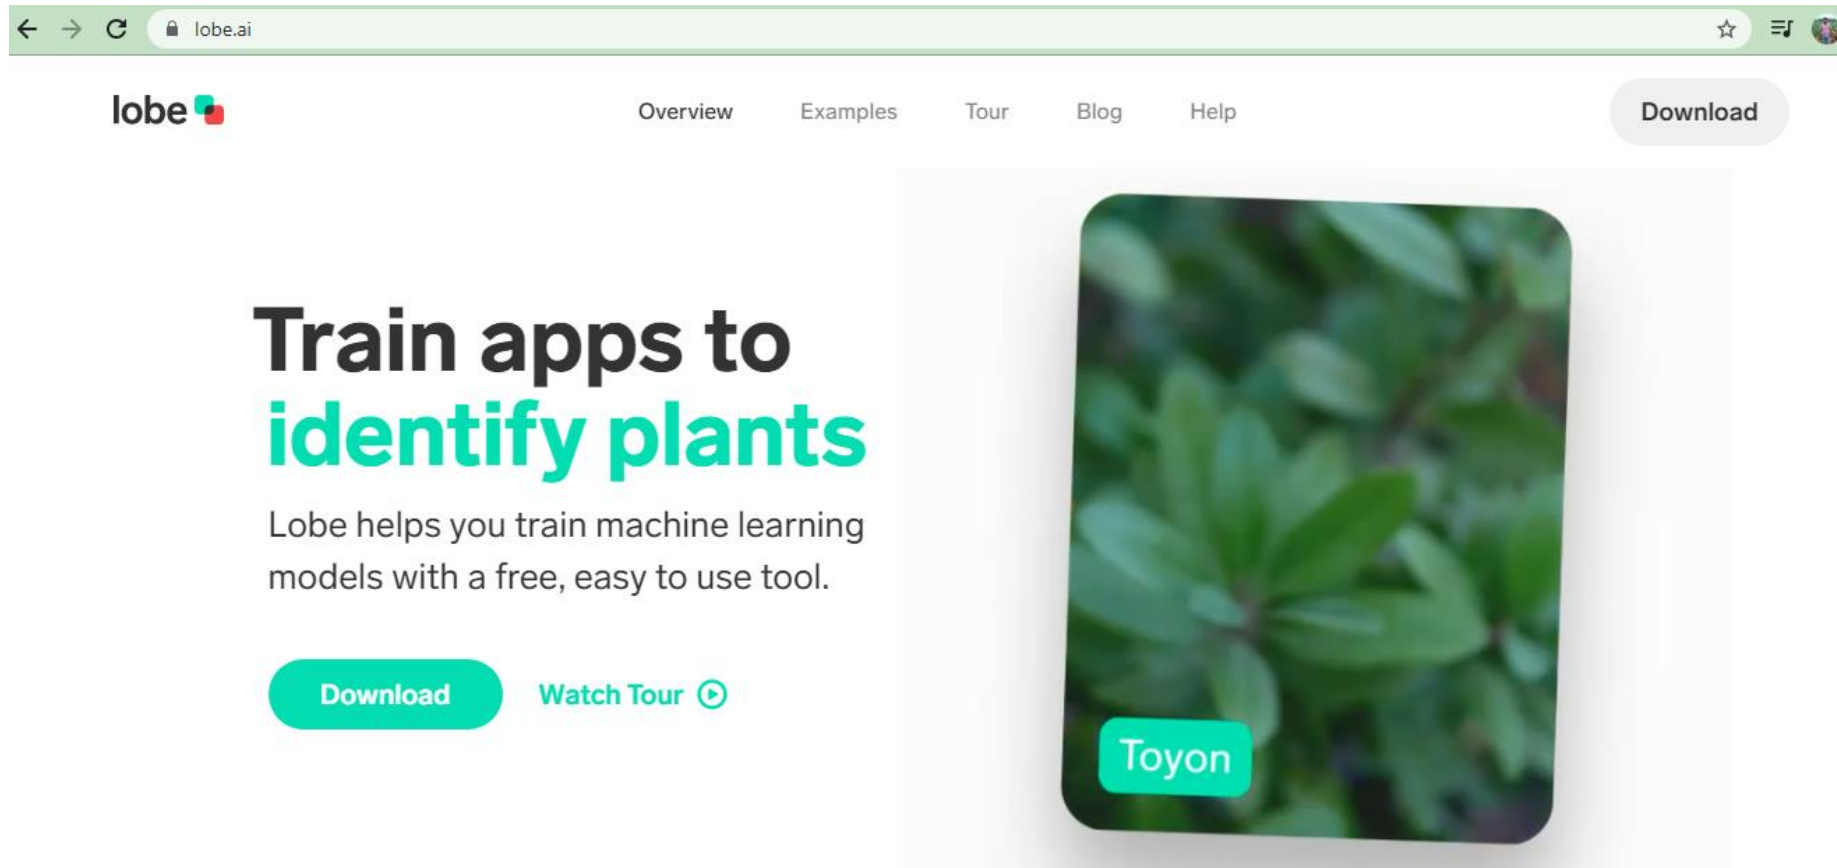 lobe.ai
lobe
Overview Examples Tour Blog Help Download
Train apps to
identify plants
Lobe helps you train machine learning
models with a free, easy to use tool.
Download Watch Tour
Toyon